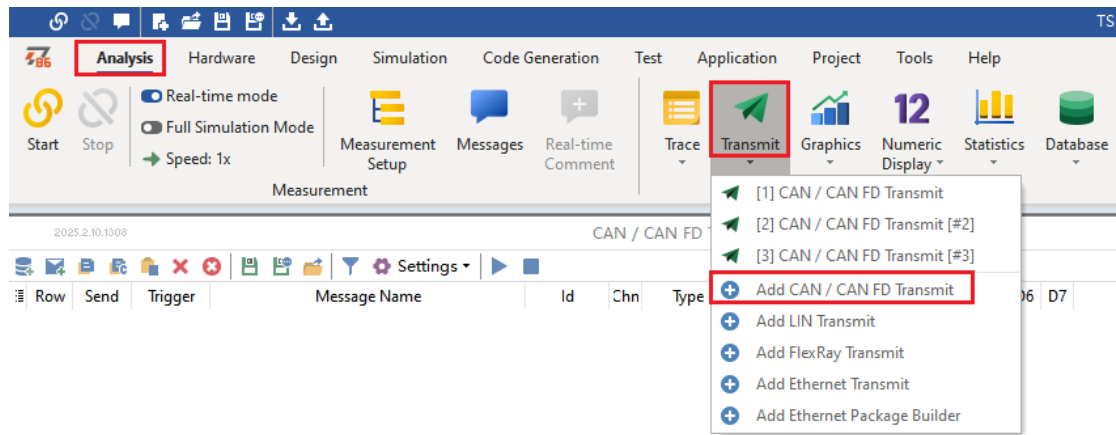 TS
Analysis Hardware Design Simulation Code Generation Test Application Project Tools Help
Start
Stop
Real-time mode
Full Simulation Mode
Speed: 1x
Measurement
Setup
Messages
Real-time
Comment
Measurement
Trace
Transmit
Graphics
Numeric
Display
Statistics
Database
12
[1] CAN / CAN FD Transmit
[2] CAN / CAN FD Transmit [#2]
[3] CAN / CAN FD Transmit [#3]
Add CAN / CAN FD Transmit
Add LIN Transmit
Add FlexRay Transmit
Add Ethernet Transmit
Add Ethernet Package Builder
2025.2.10.1308
CAN / CAN FD
Settings
Row Send Trigger Message Name Id Chn Type D7